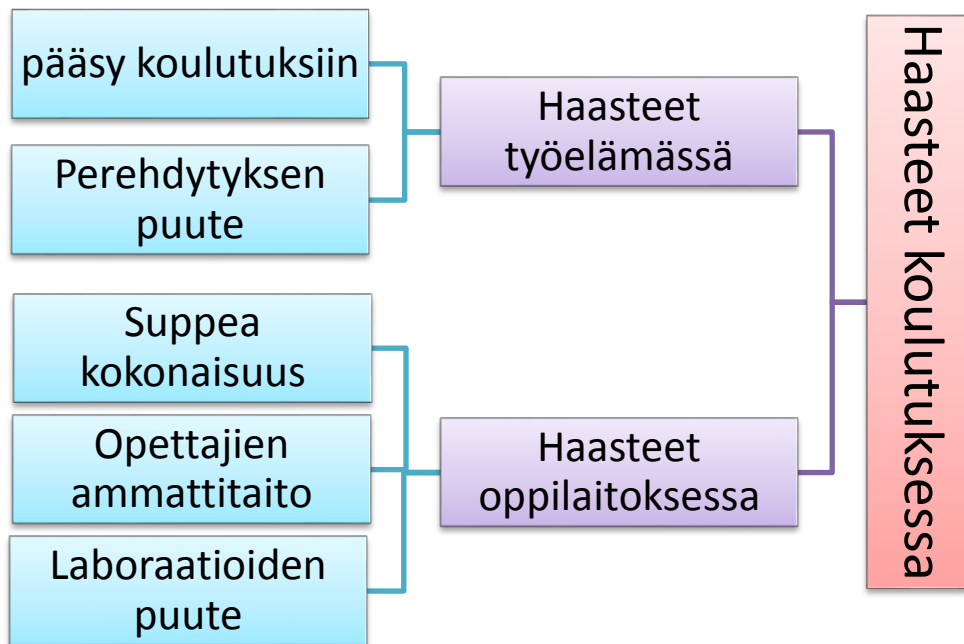 pääsy koulutuksiin
Perehdytyksen
puute
Haasteet
työelämässä
Suppea
kokonaisuus
Opettajien
ammattitaito
Laboraatioiden
puute
Haasteet
oppilaitoksessa
Haasteet koulutuksessa